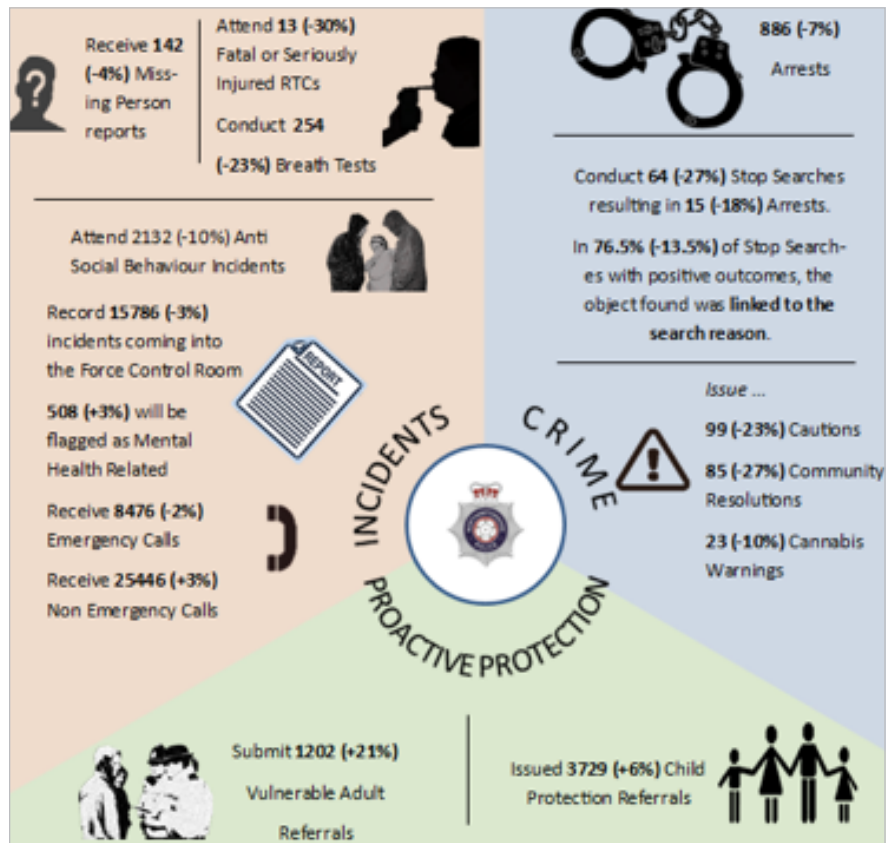 Receive 142
(-4%) Miss-
ing Person
reports
Attend 13 (-30%)
Fatal or Seriously
Injured RTCs
Conduct 254
(-23%) Breath Tests
Attend 2132 (-10%) Anti
Social Behaviour Incidents
Record 15786 (-3%)
incidents coming into
the Force Control Room
508 (+3%) will be
flagged as Mental
Health Related
Receive 8476 (-2%)
Emergency Calls
Receive 25446 (+3%)
Non Emergency Calls
REPORT
886 (-7%)
Arrests
Conduct 64 (-27%) Stop Searches
resulting in 15 (-18%) Arrests.
In 76.5% (-13.5%) of Stop Search-
es with positive outcomes, the
object found was linked to the
search reason.
Issue ...
99 (-23%) Cautions
85 (-27%) Community
Resolutions
23 (-10%) Cannabis
Warnings
INCIDENTS
CRIME
PROACTIVE PROTECTION
Submit 1202 (+21%)
Vulnerable Adult
Referrals
Issued 3729 (+6%) Child
Protection Referrals